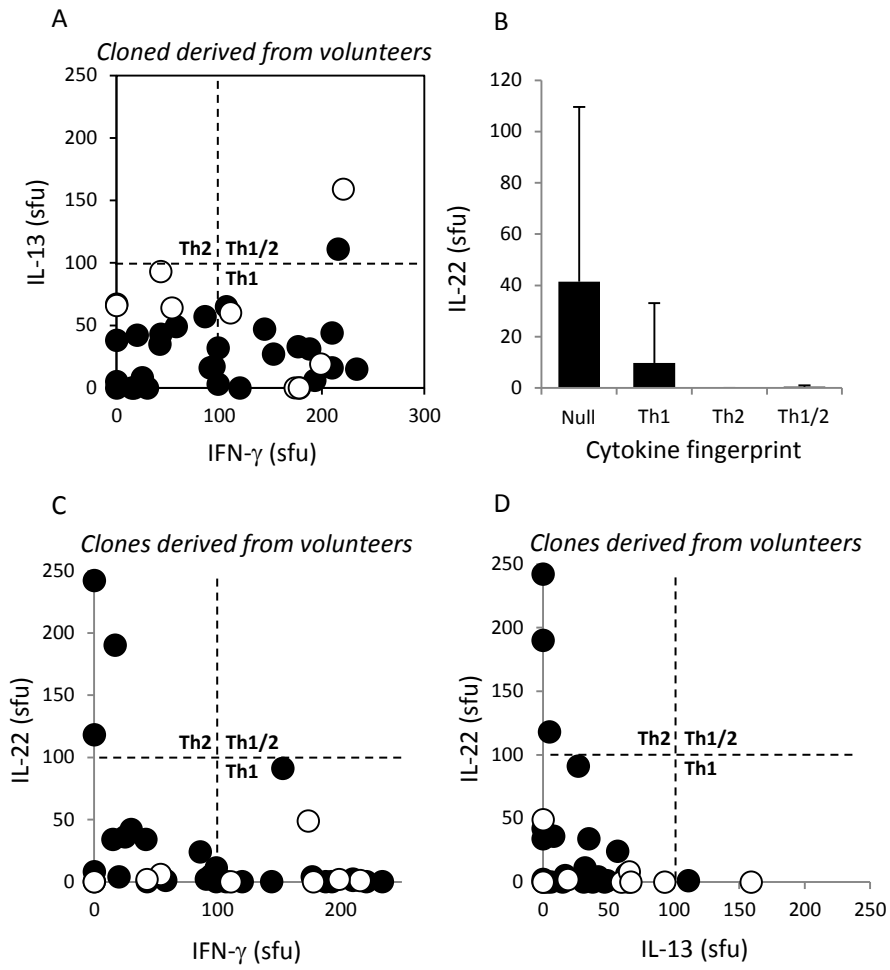 A
Cloned derived from volunteers
250
200
150
100
50
0
IL-13 (sfu)
Th2
Th1/2
Th1
0
100
200
300
IFN-γ (sfu)
B
120
100
80
60
40
20
0
IL-22 (sfu)
Null
Th1
Th2
Th1/2
Cytokine fingerprint
C
Clones derived from volunteers
250
200
150
100
50
0
IL-22 (sfu)
Th2
Th1/2
Th1
0
100
200
IFN-γ (sfu)
D
Clones derived from volunteers
250
200
150
100
50
0
IL-22 (sfu)
Th2
Th1/2
Th1
0
50
100
150
200
250
IL-13 (sfu)